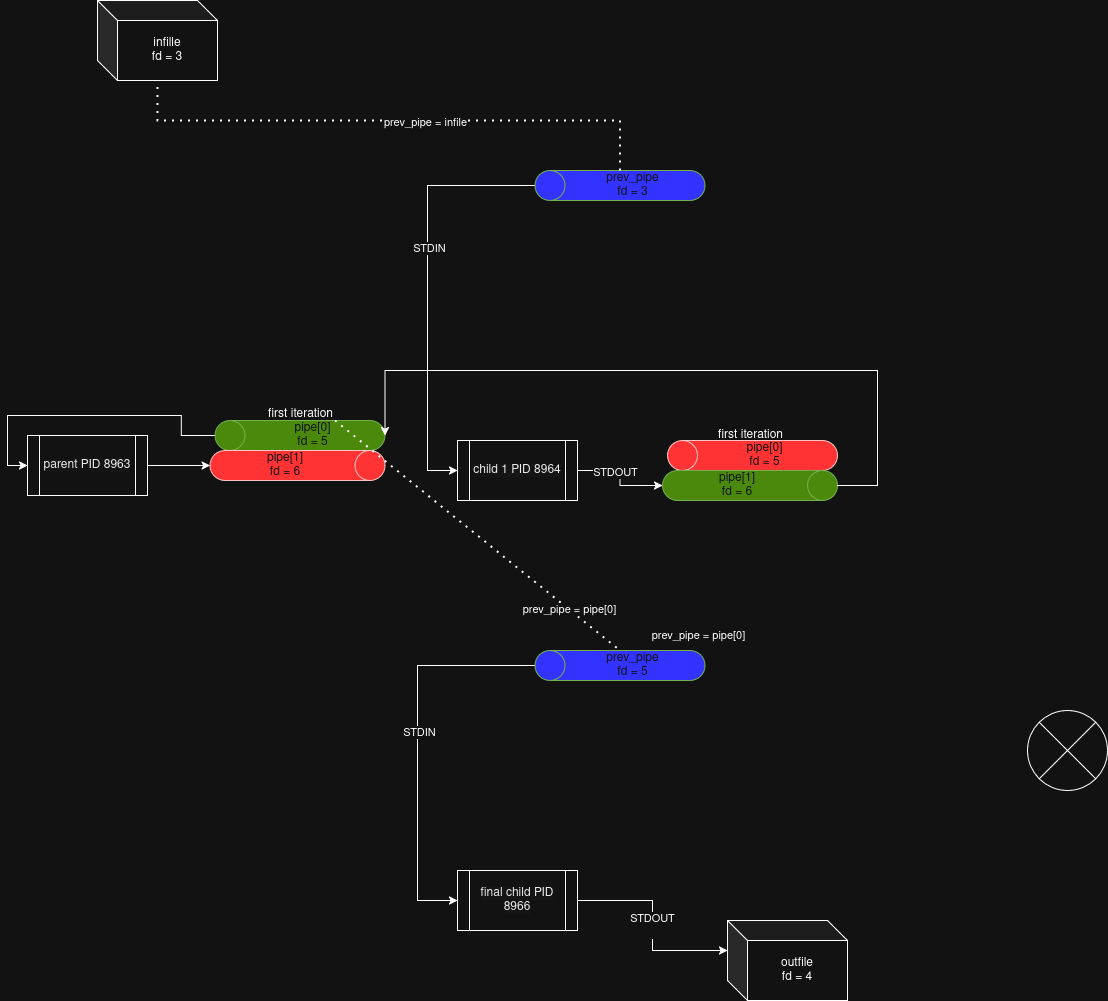 infille
fd = 3
prev_pipe = infile
prev_pipe
fd = 3
STDIN
first iteration
pipe[0]
fd = 5
pipe[1]
fd = 6
parent PID 8963
child 1 PID 8964
STDOUT
first iteration
pipe[0]
fd = 5
pipe[1]
fd = 6
prev_pipe = pipe[0]
prev_pipe = pipe[0]
prev_pipe
fd = 5
STDIN
final child PID
8966
STDOUT
outfile
fd = 4